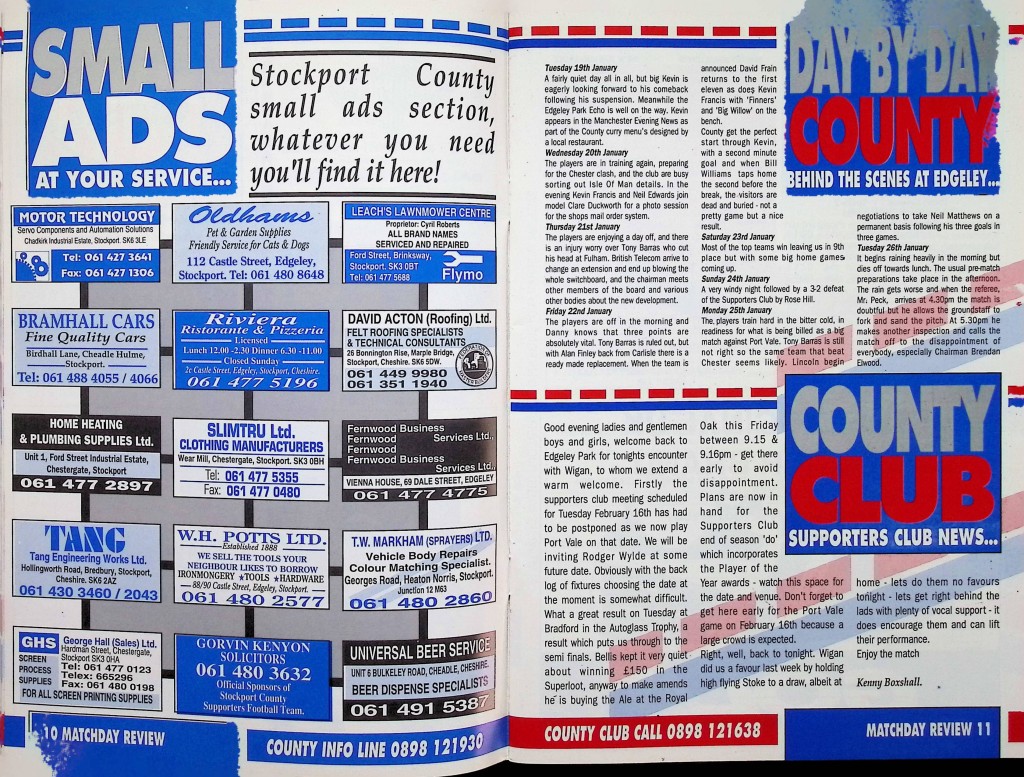 SMALL
ADS
AT YOUR SERVICE...
Stockport County
small ads section,
whatever you need
you'll find it here!
MOTOR TECHNOLOGY
Servo Components and Automation Solutions
Chadkirk Industrial Estate, Stockport. SK6 3LE
Tel: 061 427 3641
Fax: 061 427 1306
Oldhams
Pet & Garden Supplies
Friendly Service for Cats & Dogs
112 Castle Street, Edgeley,
Stockport. Tel: 061 480 8648
LEACH'S LAWNMOWER CENTRE
Proprietor: Cyril Roberts
ALL BRAND NAMES
SERVICED AND REPAIRED
Ford Street, Brinksway,
Stockport. SK3 0BT
Tel: 061 477 5688
Flymo
BRAMHALL CARS
Fine Quality Cars
Birdhall Lane, Cheadle Hulme,
Stockport.
Tel: 061 488 4055 / 4066
Riviera
Ristorante & Pizzeria
Licensed
Lunch 12.00 -2.30 Dinner 6.30 -11.00
Closed Sunday
2c Castle Street, Edgeley, Stockport, Cheshire.
061 477 5196
DAVID ACTON (Roofing) Ltd.
FELT ROOFING SPECIALISTS
& TECHNICAL CONSULTANTS
26 Bonnington Rise, Marple Bridge,
Stockport, Cheshire. SK6 5DW.
061 449 9980
061 351 1940
HOME HEATING
& PLUMBING SUPPLIES Ltd.
Unit 1, Ford Street Industrial Estate,
Chestergate, Stockport
061 477 2897
SLIMTRU Ltd.
CLOTHING MANUFACTURERS
Wear Mill, Chestergate, Stockport. SK3 0BH
Tel: 061 477 5355
Fax: 061 477 0480
Fernwood Business
Fernwood Services Ltd.,
Fernwood
Fernwood Business
Services Ltd.,
VIENNA HOUSE, 69 DALE STREET, EDGELEY
061 477 4775
TANG
Tang Engineering Works Ltd.
Hollingworth Road, Bredbury, Stockport,
Cheshire. SK6 2AZ
061 430 3460 / 2043
W.H. POTTS LTD.
Established 1888
WE SELL THE TOOLS YOUR
NEIGHBOUR LIKES TO BORROW
IRONMONGERY ★TOOLS ★HARDWARE
88/90 Castle Street, Edgeley, Stockport.
061 480 2577
T.W. MARKHAM (SPRAYERS) LTD.
Vehicle Body Repairs
Colour Matching Specialist.
Georges Road, Heaton Norris, Stockport.
Junction 12 M63
061 480 2860
GHS
SCREEN
PROCESS
SUPPLIES
George Hall (Sales) Ltd.
Hardman Street, Chestergate,
Stockport SK3 0HA
Tel: 061 477 0123
Telex: 665296
Fax: 061 480 0198
FOR ALL SCREEN PRINTING SUPPLIES
GORVIN KENYON
SOLICITORS
061 480 3632
Official Sponsors of
Stockport County
Supporters Football Team.
UNIVERSAL BEER SERVICE
UNIT 6 BULKELEY ROAD, CHEADLE, CHESHIRE.
BEER DISPENSE SPECIALISTS
061 491 5387
10 MATCHDAY REVIEW
COUNTY INFO LINE 0898 121930
DAY BY DAY
COUNTY
BEHIND THE SCENES AT EDGELEY...
Tuesday 19th January
A fairly quiet day all in all, but big Kevin is
eagerly looking forward to his comeback
following his suspension. Meanwhile the
Edgeley Park Echo is well on the way. Kevin
appears in the Manchester Evening News as
part of the County curry menu's designed by
a local restaurant.
Wednesday 20th January
The players are in training again, preparing
for the Chester clash, and the club are busy
sorting out Isle Of Man details. In the
evening Kevin Francis and Neil Edwards join
model Clare Duckworth for a photo session
for the shops mail order system.
Thursday 21st January
The players are enjoying a day off, and there
is an injury worry over Tony Barras who cut
his head at Fulham. British Telecom arrive to
change an extension and end up blowing the
whole switchboard, and the chairman meets
other members of the board and various
other bodies about the new development.
Friday 22nd January
The players are off in the morning and
Danny knows that three points are
absolutely vital. Tony Barras is ruled out, but
with Alan Finley back from Carlisle there is a
ready made replacement. When the team is
announced David Frain
returns to the first
eleven as does Kevin
Francis with 'Finners'
and 'Big Willow' on the
bench.
County get the perfect
start through Kevin,
with a second minute
goal and when Bill
Williams taps home
the second before the
break, the visitors are
dead and buried - not a
pretty game but a nice
result.
Saturday 23rd January
Most of the top teams win leaving us in 9th
place but with some big home games
coming up.
Sunday 24th January
A very windy night followed by a 3-2 defeat
of the Supporters Club by Rose Hill.
Monday 25th January
The players train hard in the bitter cold, in
readiness for what is being billed as a big
match against Port Vale. Tony Barras is still
not right so the same team that beat
Chester seems likely. Lincoln begin
negotiations to take Neil Matthews on a
permanent basis following his three goals in
three games.
Tuesday 26th January
It begins raining heavily in the morning but
dies off towards lunch. The usual pre-match
preparations take place in the afternoon.
The rain gets worse and when the referee,
Mr. Peck, arrives at 4.30pm the match is
doubtful but he allows the groundstaff to
fork and sand the pitch. At 5.30pm he
makes another inspection and calls the
match off to the disappointment of
everybody, especially Chairman Brendan
Elwood.
COUNTY
CLUB
SUPPORTERS CLUB NEWS...
Good evening ladies and gentlemen
boys and girls, welcome back to
Edgeley Park for tonights encounter
with Wigan, to whom we extend a
warm welcome. Firstly the
supporters club meeting scheduled
for Tuesday February 16th has had
to be postponed as we now play
Port Vale on that date. We will be
inviting Rodger Wylde at some
future date. Obviously with the back
log of fixtures choosing the date at
the moment is somewhat difficult.
What a great result on Tuesday at
Bradford in the Autoglass Trophy, a
result which puts us through to the
semi finals. Bellis kept it very quiet
about winning £150 in the
Superloot, anyway to make amends
he is buying the Ale at the Royal
Oak this Friday
between 9.15 &
9.16pm - get there
early to avoid
disappointment.
Plans are now in
hand for the
Supporters Club
end of season 'do'
which incorporates
the Player of the
Year awards - watch this space for
the date and venue. Don't forget to
get here early for the Port Vale
game on February 16th because a
large crowd is expected.
Right, well, back to tonight. Wigan
did us a favour last week by holding
high flying Stoke to a draw, albeit at
home - lets do them no favours
tonight - lets get right behind the
lads with plenty of vocal support - it
does encourage them and can lift
their performance.
Enjoy the match
Kenny Boxshall.
COUNTY CLUB CALL 0898 121638
MATCHDAY REVIEW 11